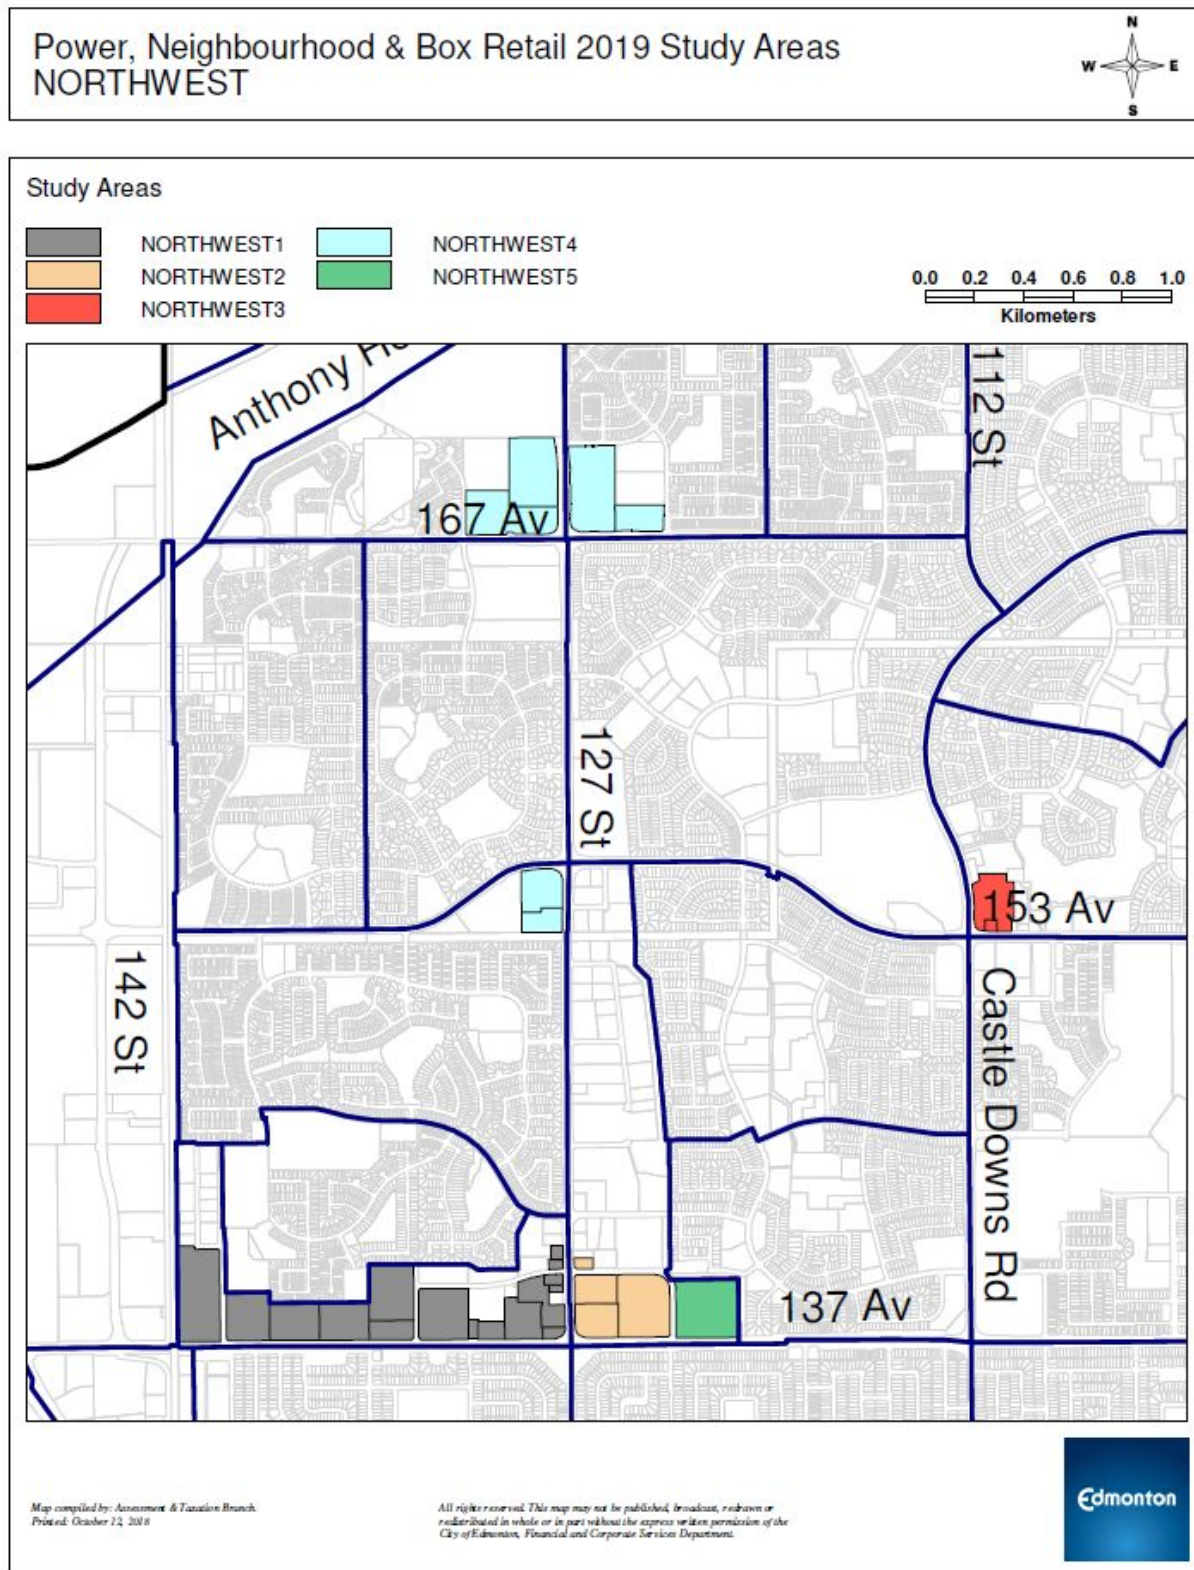 Power, Neighbourhood & Box Retail 2019 Study Areas
NORTHWEST
N
W E
S
Study Areas
NORTHWEST1 NORTHWEST4
NORTHWEST2 NORTHWEST5
NORTHWEST3
0.0 0.2 0.4 0.6 0.8 1.0
Kilometers
Anthony
112 St
167 Av
127 St
153 Av
142 St
Castle Downs Rd
137 Av
Map compiled by: Assessment & Taxation Branch.
Printed: October 12, 2018
All rights reserved. This map may not be published, broadcast, redrawn or
redistributed in whole or in part without the express written permission of the
City of Edmonton, Financial and Corporate Services Department.
Edmonton